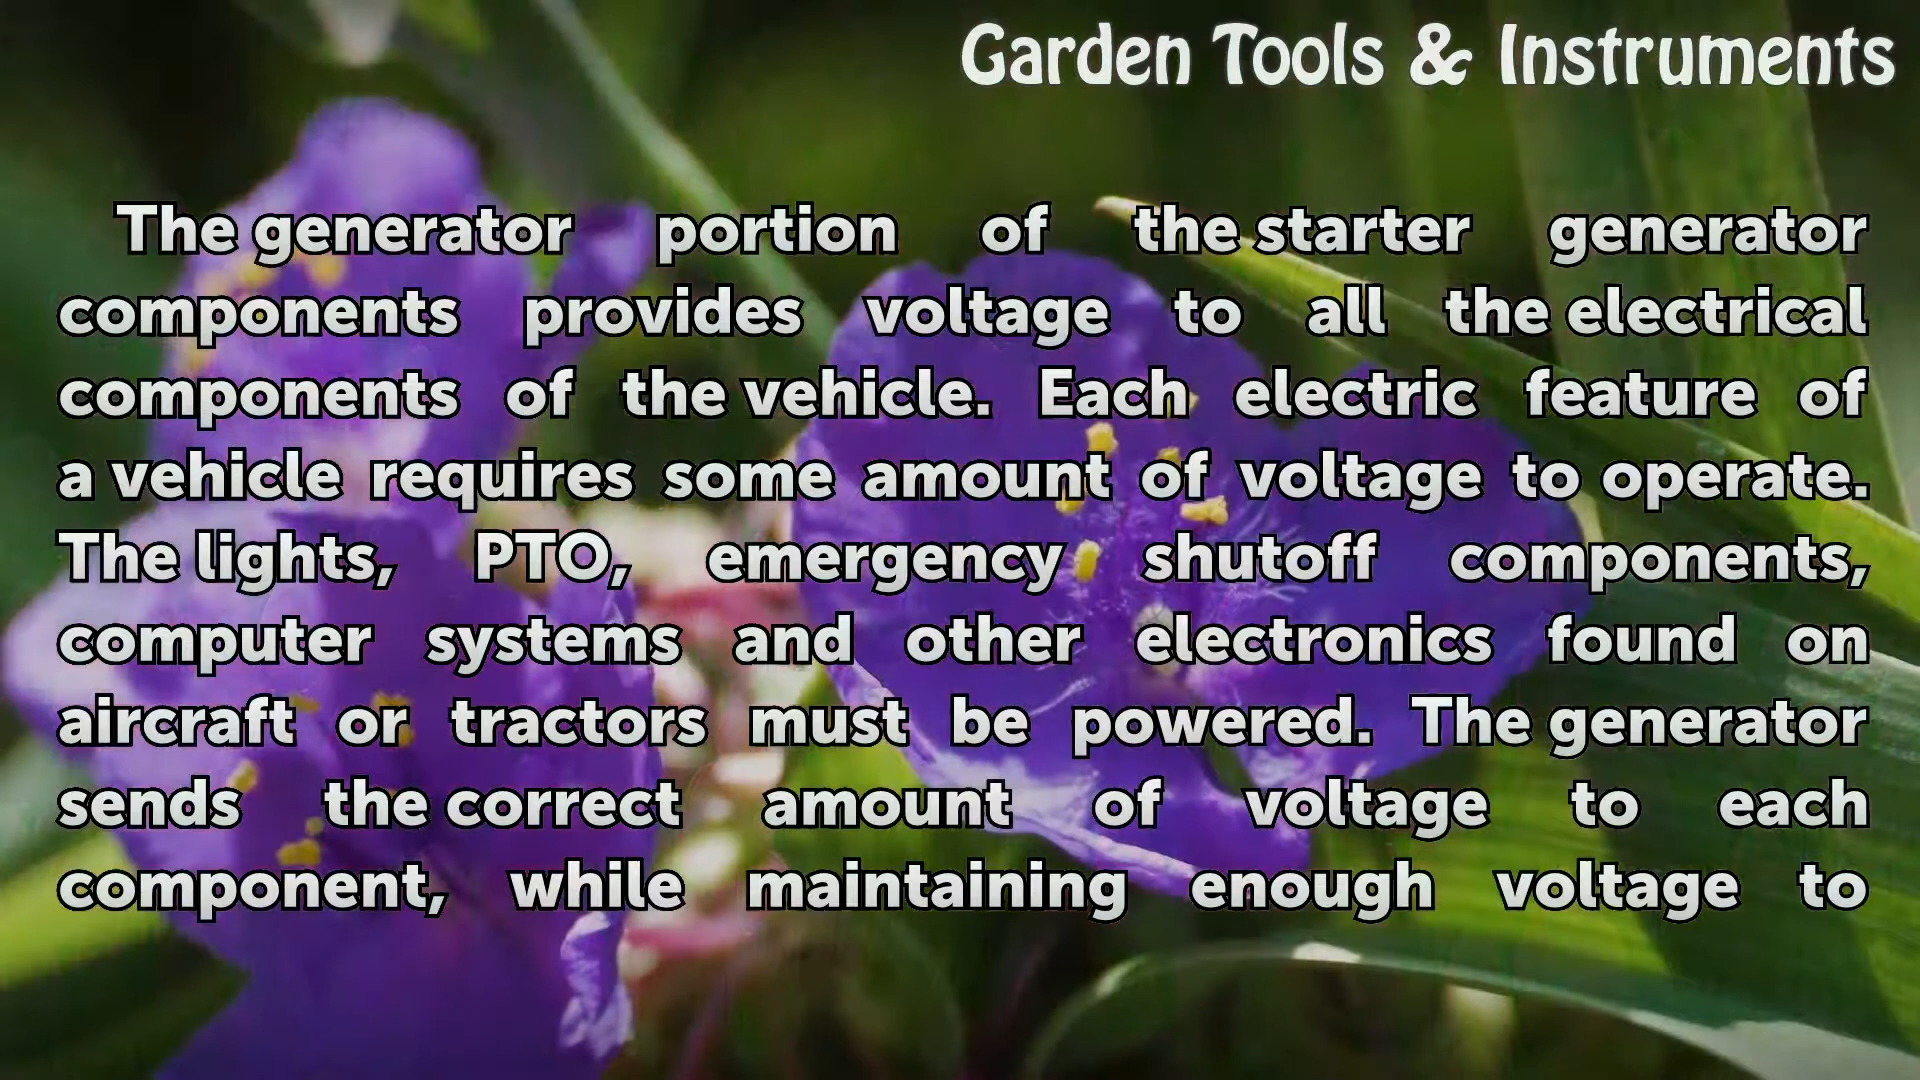 Garden Tools & Instruments
The generator portion of the starter generator
components provides voltage to all the electrical
components of the vehicle. Each electric feature of
a vehicle requires some amount of voltage to operate.
The lights, PTO, emergency shutoff components,
computer systems and other electronics found on
aircraft or tractors must be powered. The generator
sends the correct amount of voltage to each
component, while maintaining enough voltage to